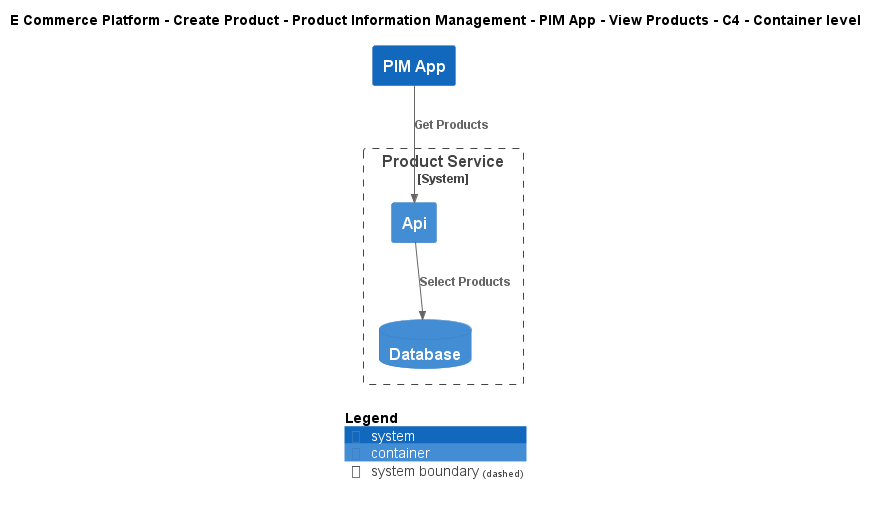 E Commerce Platform - Create Product - Product Information Management - PIM App - View Products - C4 - Container level
PIM App
Get Products
Product Service
[System]
Api
Select Products
Database
Legend
system
container
system boundary (dashed)